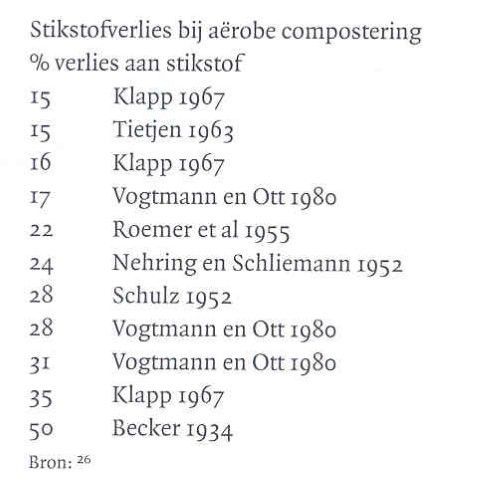 Stikstofverlies bij aërobe compostering
% verlies aan stikstof
15 Klapp 1967
15 Tietjen 1963
16 Klapp 1967
17 Vogtmann en Ott 1980
22 Roemer et al 1955
24 Nehring en Schliemann 1952
28 Schulz 1952
28 Vogtmann en Ott 1980
31 Vogtmann en Ott 1980
35 Klapp 1967
50 Becker 1934
Bron: 26